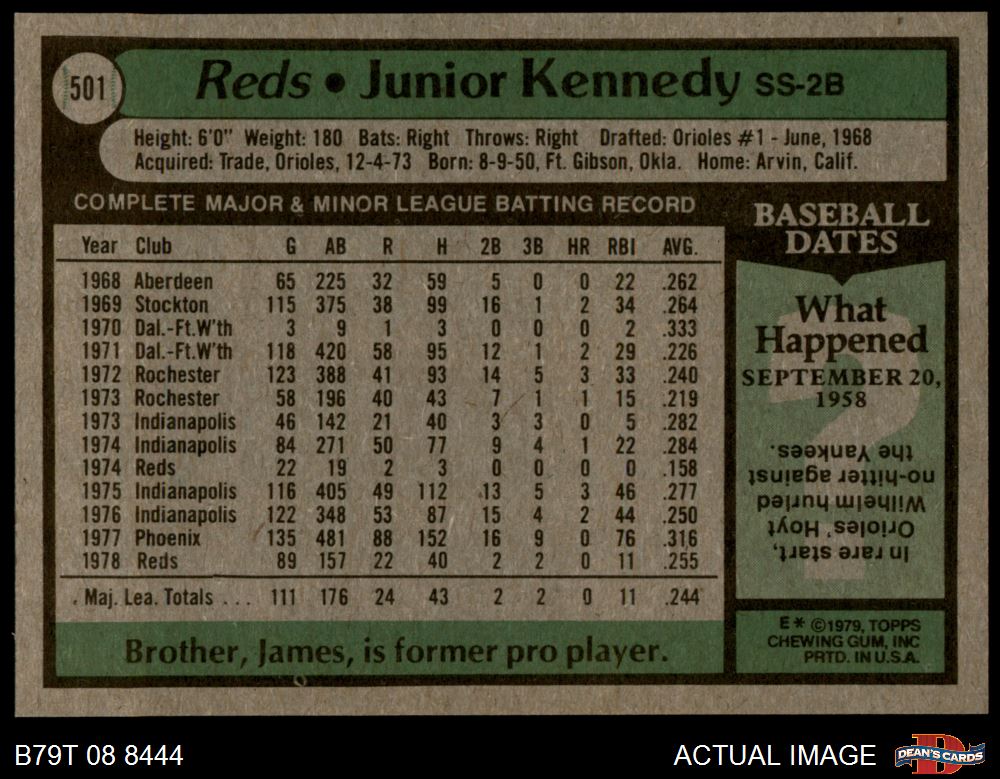 501
Reds • Junior Kennedy SS-2B
Height: 6'0" Weight: 180 Bats: Right Throws: Right Drafted: Orioles #1 - June, 1968
Acquired: Trade, Orioles, 12-4-73 Born: 8-9-50, Ft. Gibson, Okla. Home: Arvin, Calif.
COMPLETE MAJOR & MINOR LEAGUE BATTING RECORD
Year Club G AB R H 2B 3B HR RBI AVG.
1968 Aberdeen 65 225 32 59 5 0 0 22 .262
1969 Stockton 115 375 38 99 16 1 2 34 .264
1970 Dal.-Ft.W'th 3 9 1 3 0 0 0 2 .333
1971 Dal.-Ft.W'th 118 420 58 95 12 1 2 29 .226
1972 Rochester 123 388 41 93 14 5 3 33 .240
1973 Rochester 58 196 40 43 7 1 1 15 .219
1973 Indianapolis 46 142 21 40 3 3 0 5 .282
1974 Indianapolis 84 271 50 77 9 4 1 22 .284
1974 Reds 22 19 2 3 0 0 0 0 .158
1975 Indianapolis 116 405 49 112 13 5 3 46 .277
1976 Indianapolis 122 348 53 87 15 4 2 44 .250
1977 Phoenix 135 481 88 152 16 9 0 76 .316
1978 Reds 89 157 22 40 2 2 0 11 .255
Maj. Lea. Totals . . . 111 176 24 43 2 2 0 11 .244
Brother, James, is former pro player.
BASEBALL
DATES
What
Happened
SEPTEMBER 20,
1958
In rare start,
Orioles' Hoyt
Wilhelm hurled
no-hitter against
the Yankees.
E* ©1979, TOPPS
CHEWING GUM, INC
PRTD. IN U.S.A.
B79T 08 8444
ACTUAL IMAGE
D
DEAN'S CARDS